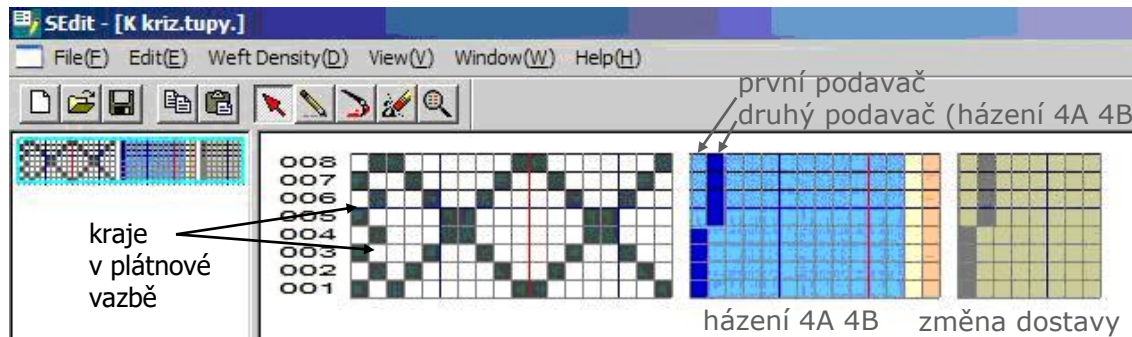 SEdit - [K kriz.tupy.]
File(F) Edit(E) Weft Density(D) View(V) Window(W) Help(H)
první podavač
druhý podavač (házení 4A 4B
008
007
006
005
004
003
002
001
kraje
v plátnové
vazbě
házení 4A 4B
změna dostavy